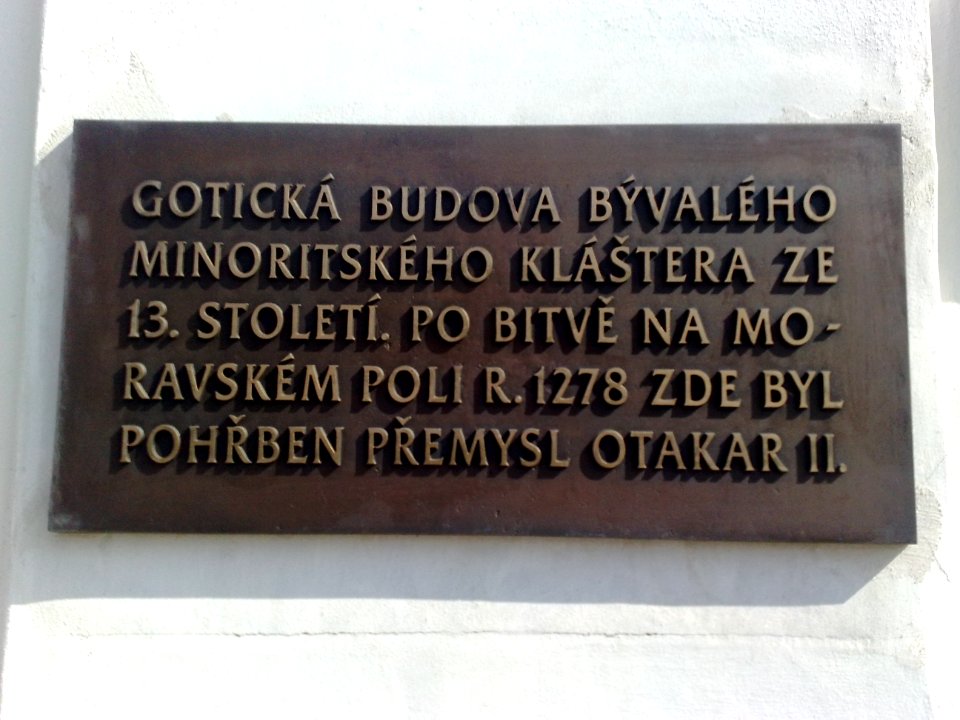 GOTICKÁ BUDOVA BÝVALÉHO
MINORITSKÉHO KLÁŠTERA ZE
13. STOLETÍ. PO BITVĚ NA MO-
RAVSKÉM POLI R. 1278 ZDE BYL
POHŘBEN PŘEMYSL OTAKAR II.